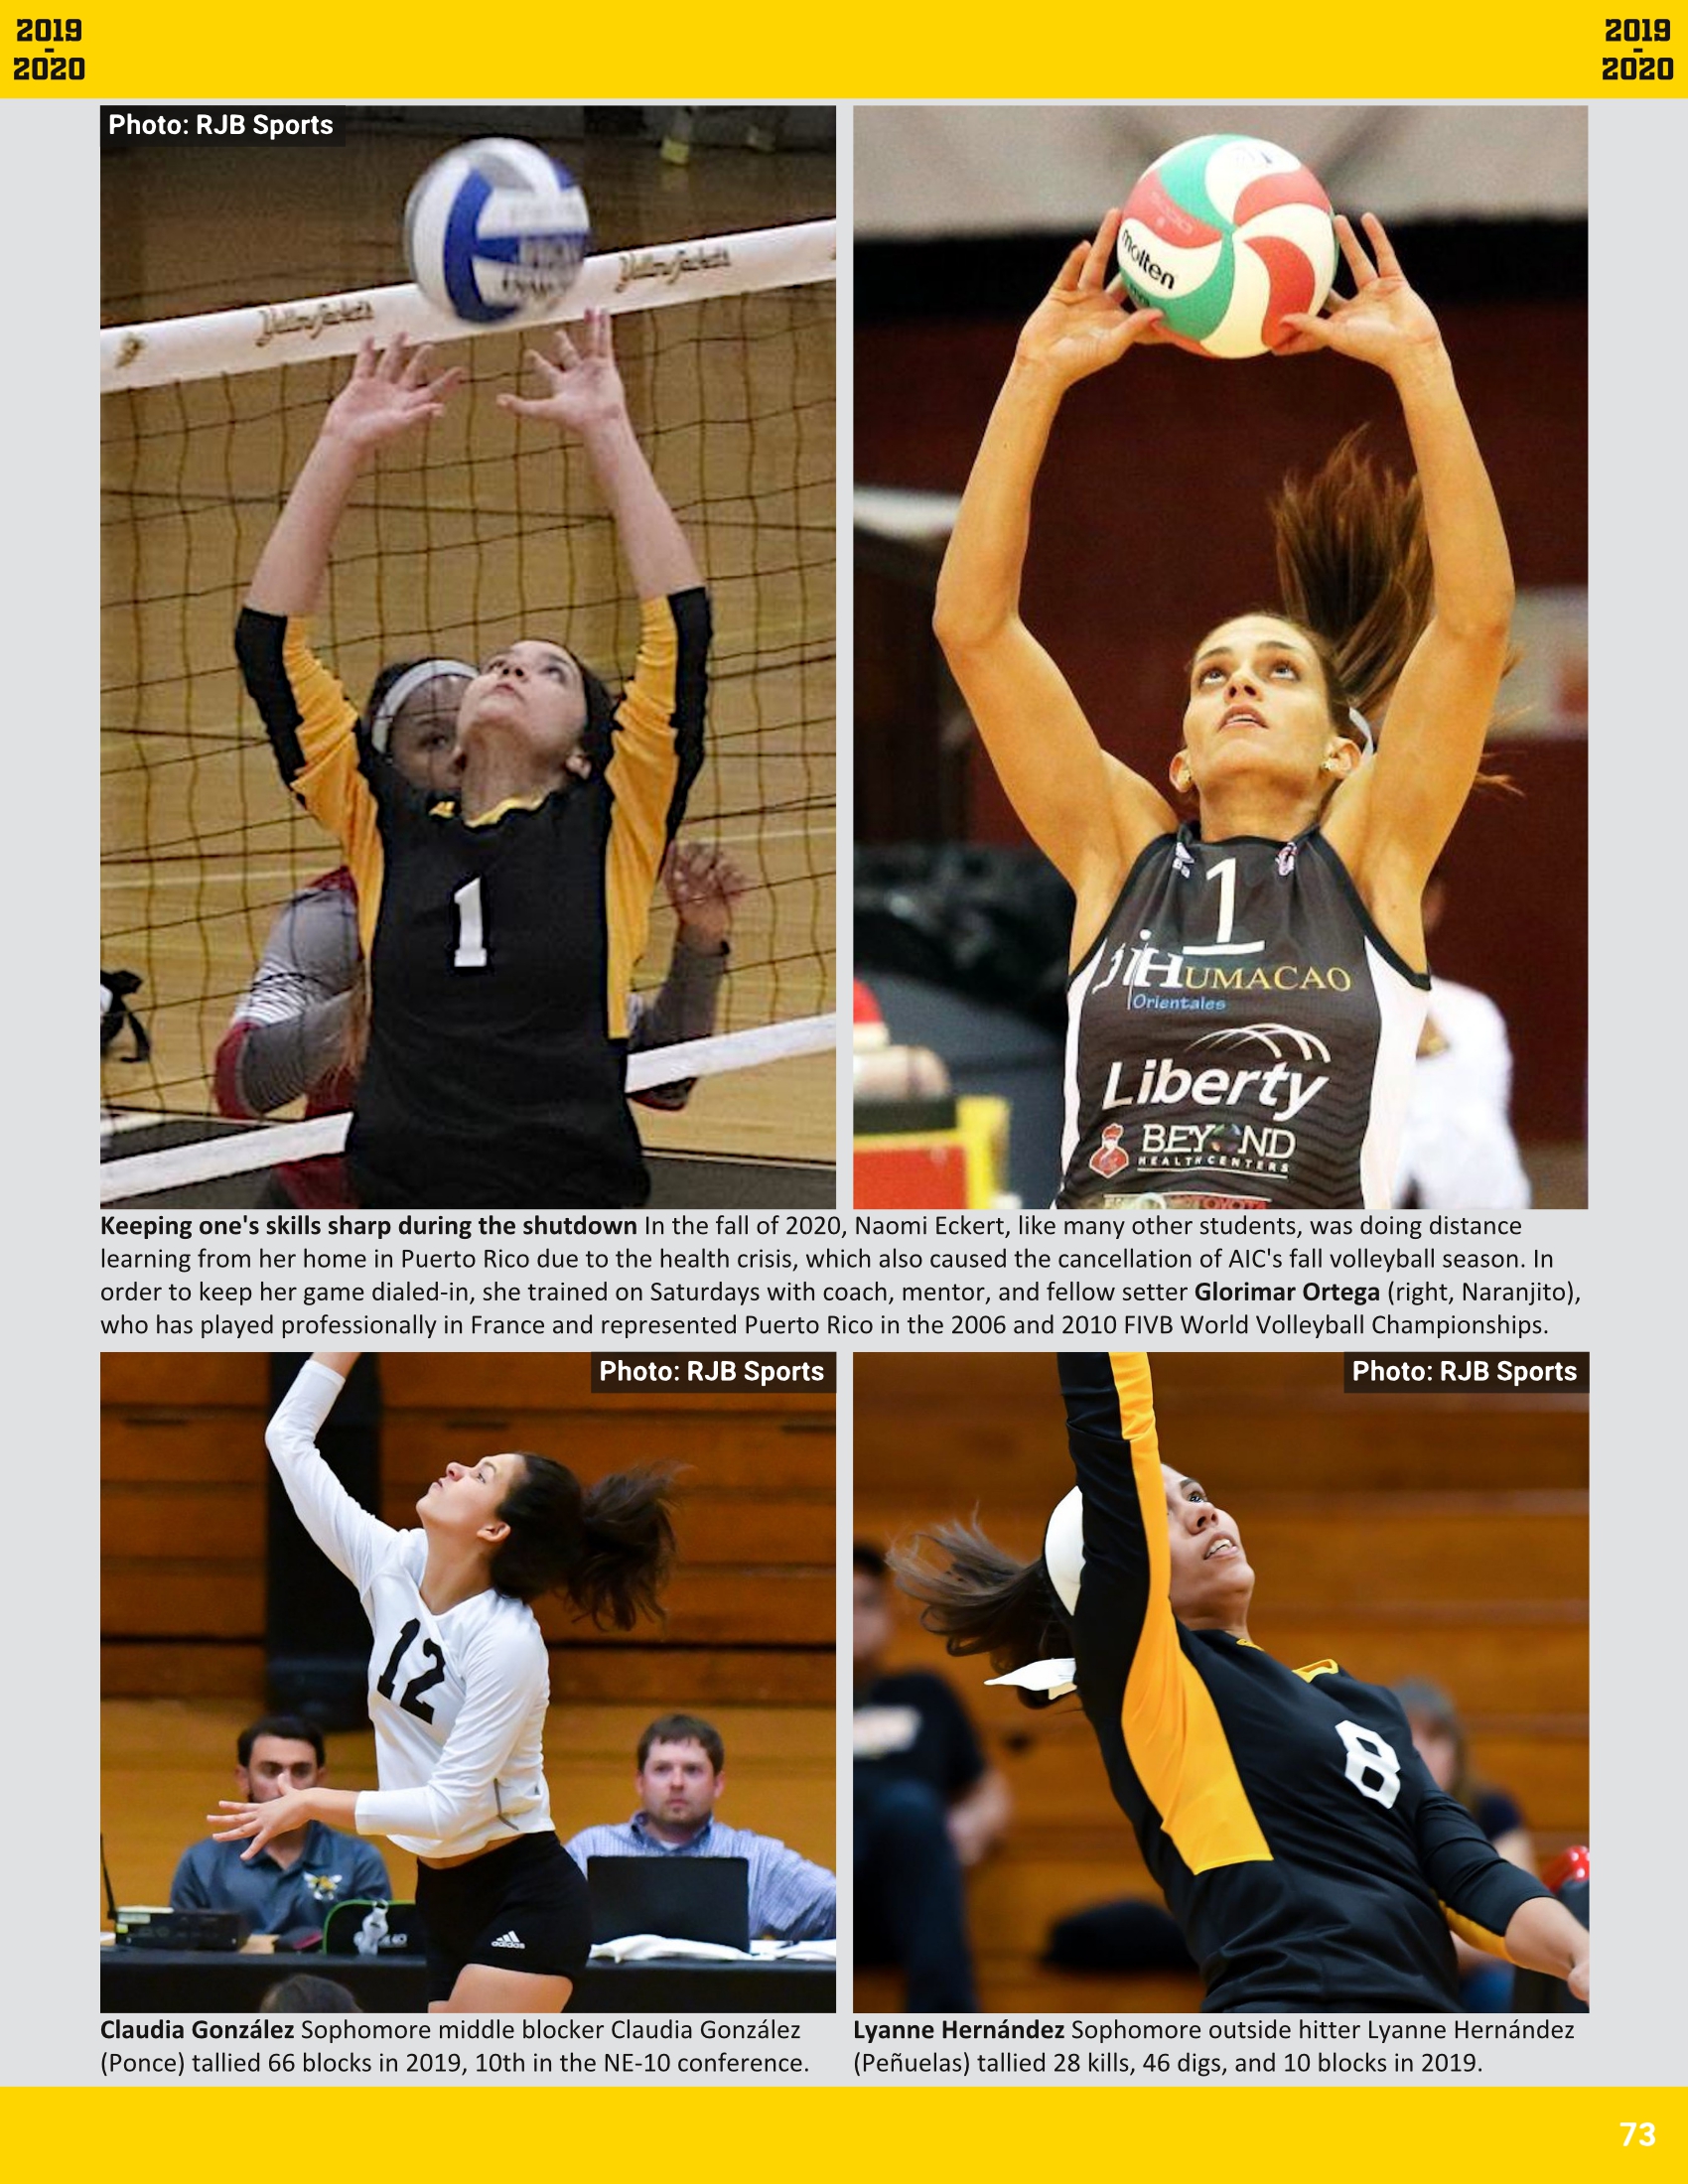 2019
-
2020
2019
-
2020
Photo: RJB Sports
molten
Yellow Jackets
Yellow Jackets
1
1
HUMACAO
Orientales
Liberty
BEYOND
HEALTH CENTERS
Keeping one's skills sharp during the shutdown In the fall of 2020, Naomi Eckert, like many other students, was doing distance
learning from her home in Puerto Rico due to the health crisis, which also caused the cancellation of AIC's fall volleyball season. In
order to keep her game dialed-in, she trained on Saturdays with coach, mentor, and fellow setter Glorimar Ortega (right, Naranjito),
who has played professionally in France and represented Puerto Rico in the 2006 and 2010 FIVB World Volleyball Championships.
Photo: RJB Sports
Photo: RJB Sports
12
8
adidas
Claudia González Sophomore middle blocker Claudia González
(Ponce) tallied 66 blocks in 2019, 10th in the NE-10 conference.
Lyanne Hernández Sophomore outside hitter Lyanne Hernández
(Peñuelas) tallied 28 kills, 46 digs, and 10 blocks in 2019.
73